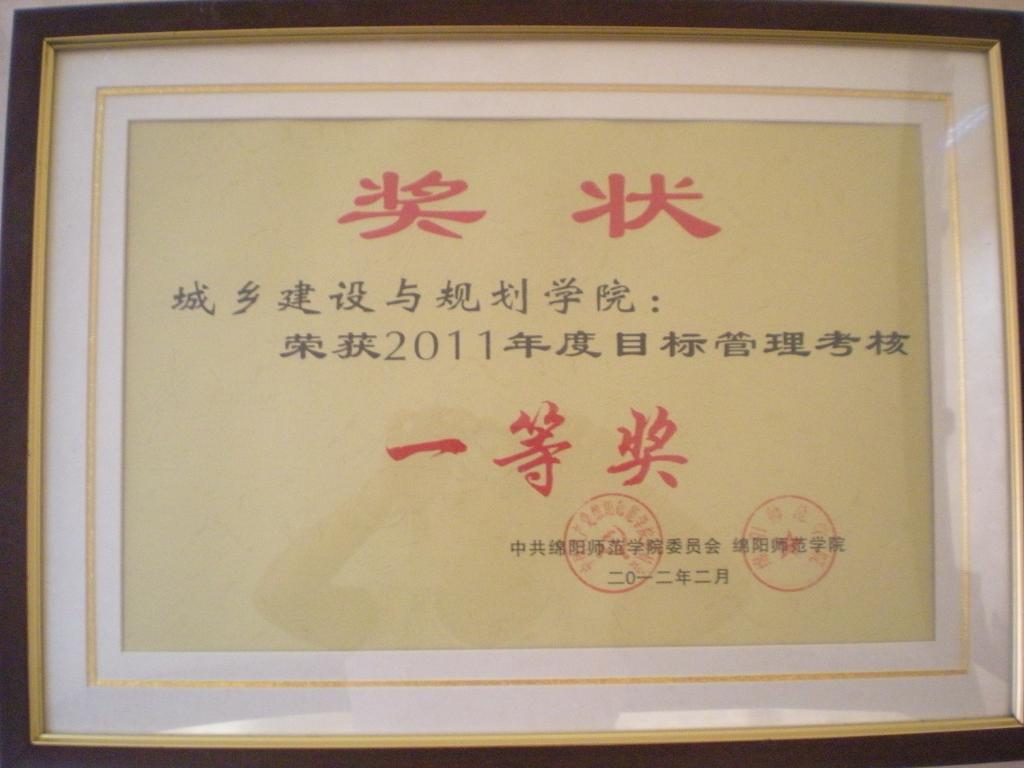 奖 状
城乡建设与规划学院：
荣获2011年度目标管理考核
一等奖
中共绵阳师范学院委员会 绵阳师范学院
二〇一二年二月